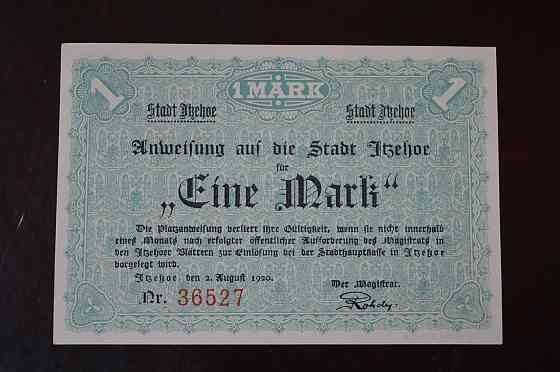 1 1 MARK 1
Stadt Itzehoe Stadt Itzehoe
Anweisung auf die Stadt Itzehoe
für
„Eine Mark“
Die Platzanweisung verliert ihre Gültigkeit, wenn sie nicht innerhalb
eines Monats nach erfolgter öffentlicher Aufforderung des Magistrats in
den Itzehoer Blättern zur Einlösung bei der Stadthauptkasse in Itzehoe
vorgelegt wird.
Itzehoe, den 2. August 1920.
Der Magistrat.
Nr. 36527
Rohde